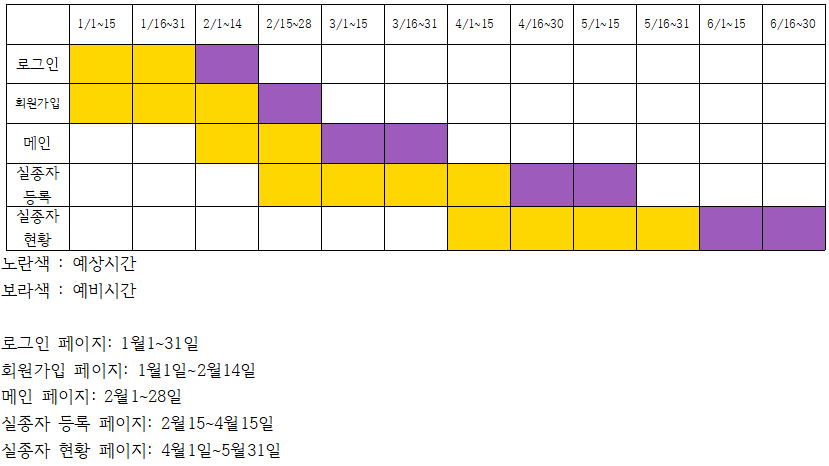 1/1~15 1/16~31 2/1~14 2/15~28 3/1~15 3/16~31 4/1~15 4/16~30 5/1~15 5/16~31 6/1~15 6/16~30
로그인
회원가입
메인
실종자
등록
실종자
현황
노란색 : 예상시간
보라색 : 예비시간
로그인 페이지: 1월1~31일
회원가입 페이지: 1월1일~2월14일
메인 페이지: 2월1~28일
실종자 등록 페이지: 2월15~4월15일
실종자 현황 페이지: 4월1일~5월31일